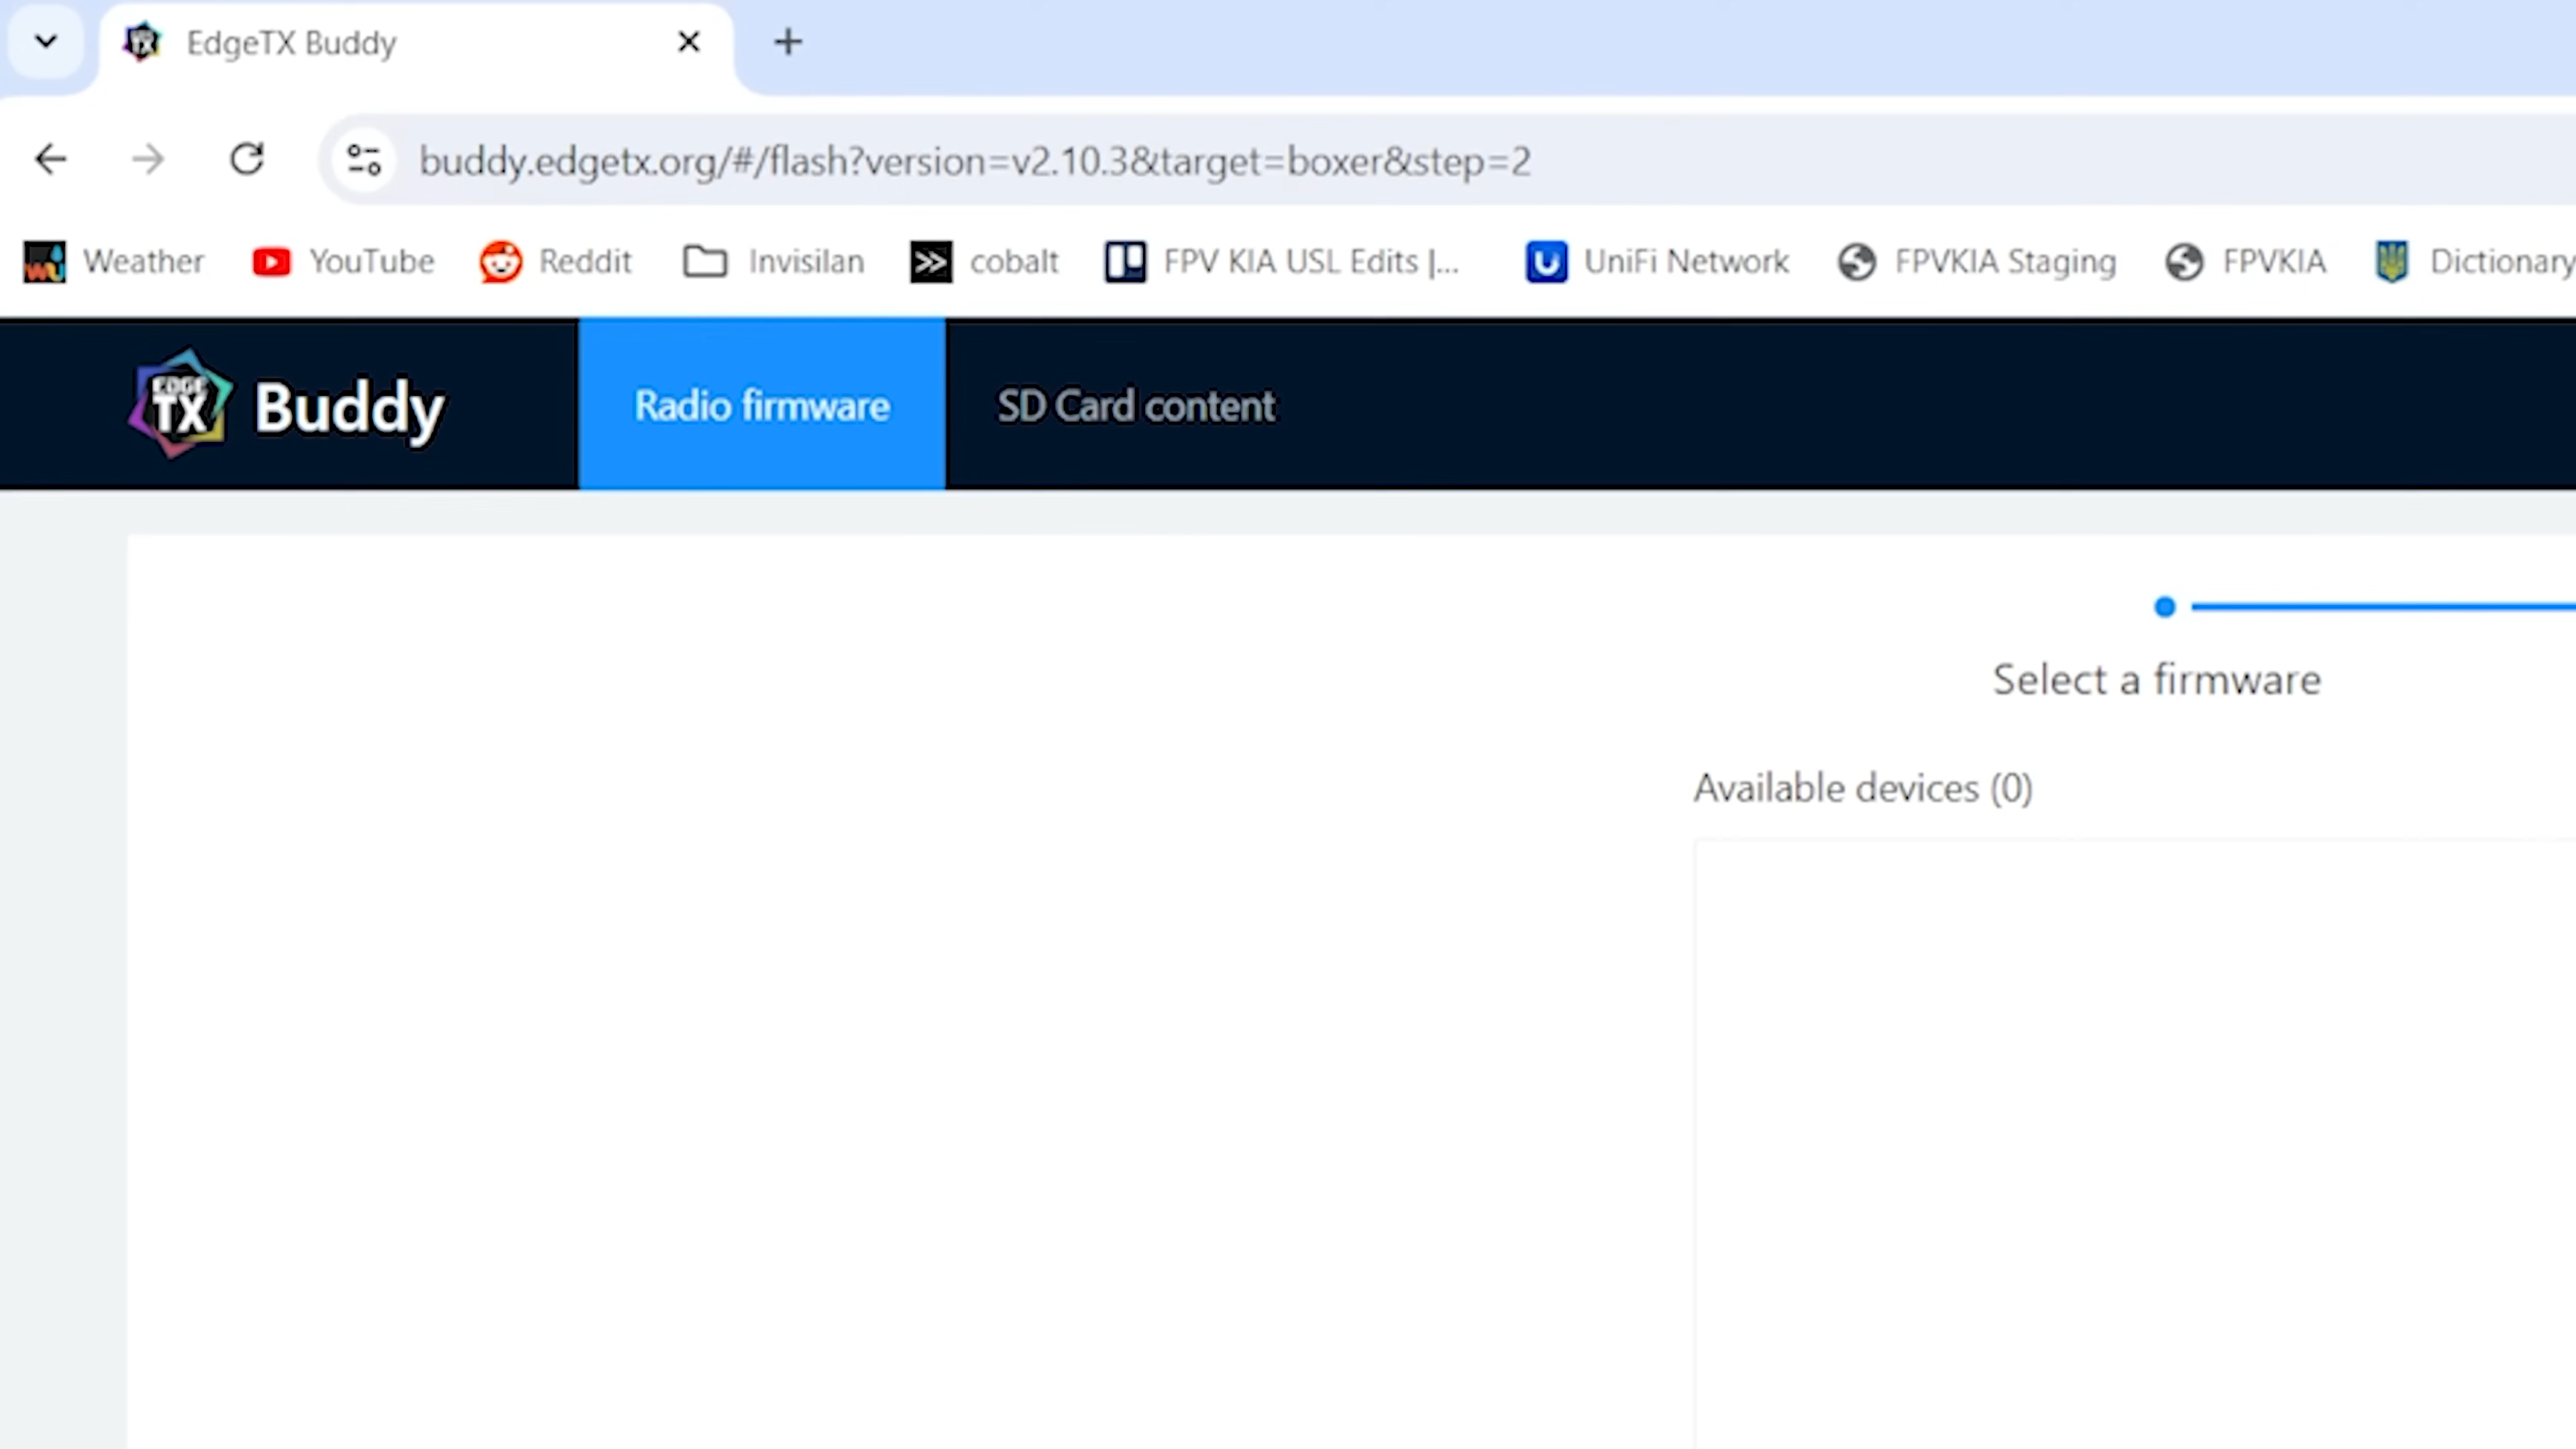 EdgeTX Buddy
buddy.edgetx.org/#/flash?version=v2.10.3&target=boxer&step=2
Weather YouTube Reddit Invisilan cobalt FPV KIA USL Edits |... UniFi Network FPVKIA Staging FPVKIA Dictionary
EDGE TX Buddy Radio firmware SD Card content
Select a firmware
Available devices (0)